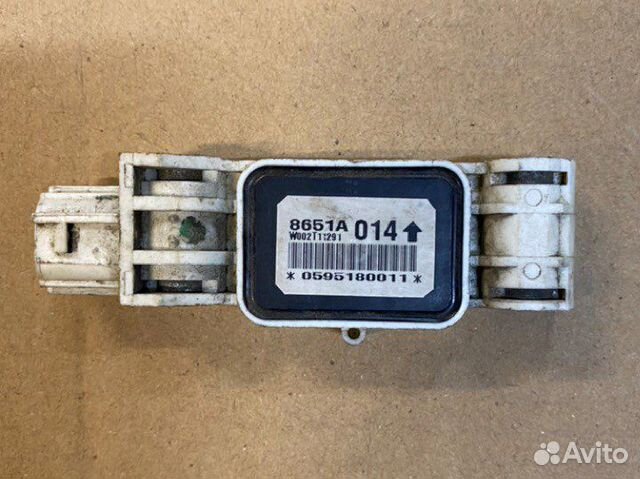 8651A 014 ↑
W002T11291
* 0595180011 *
Avito